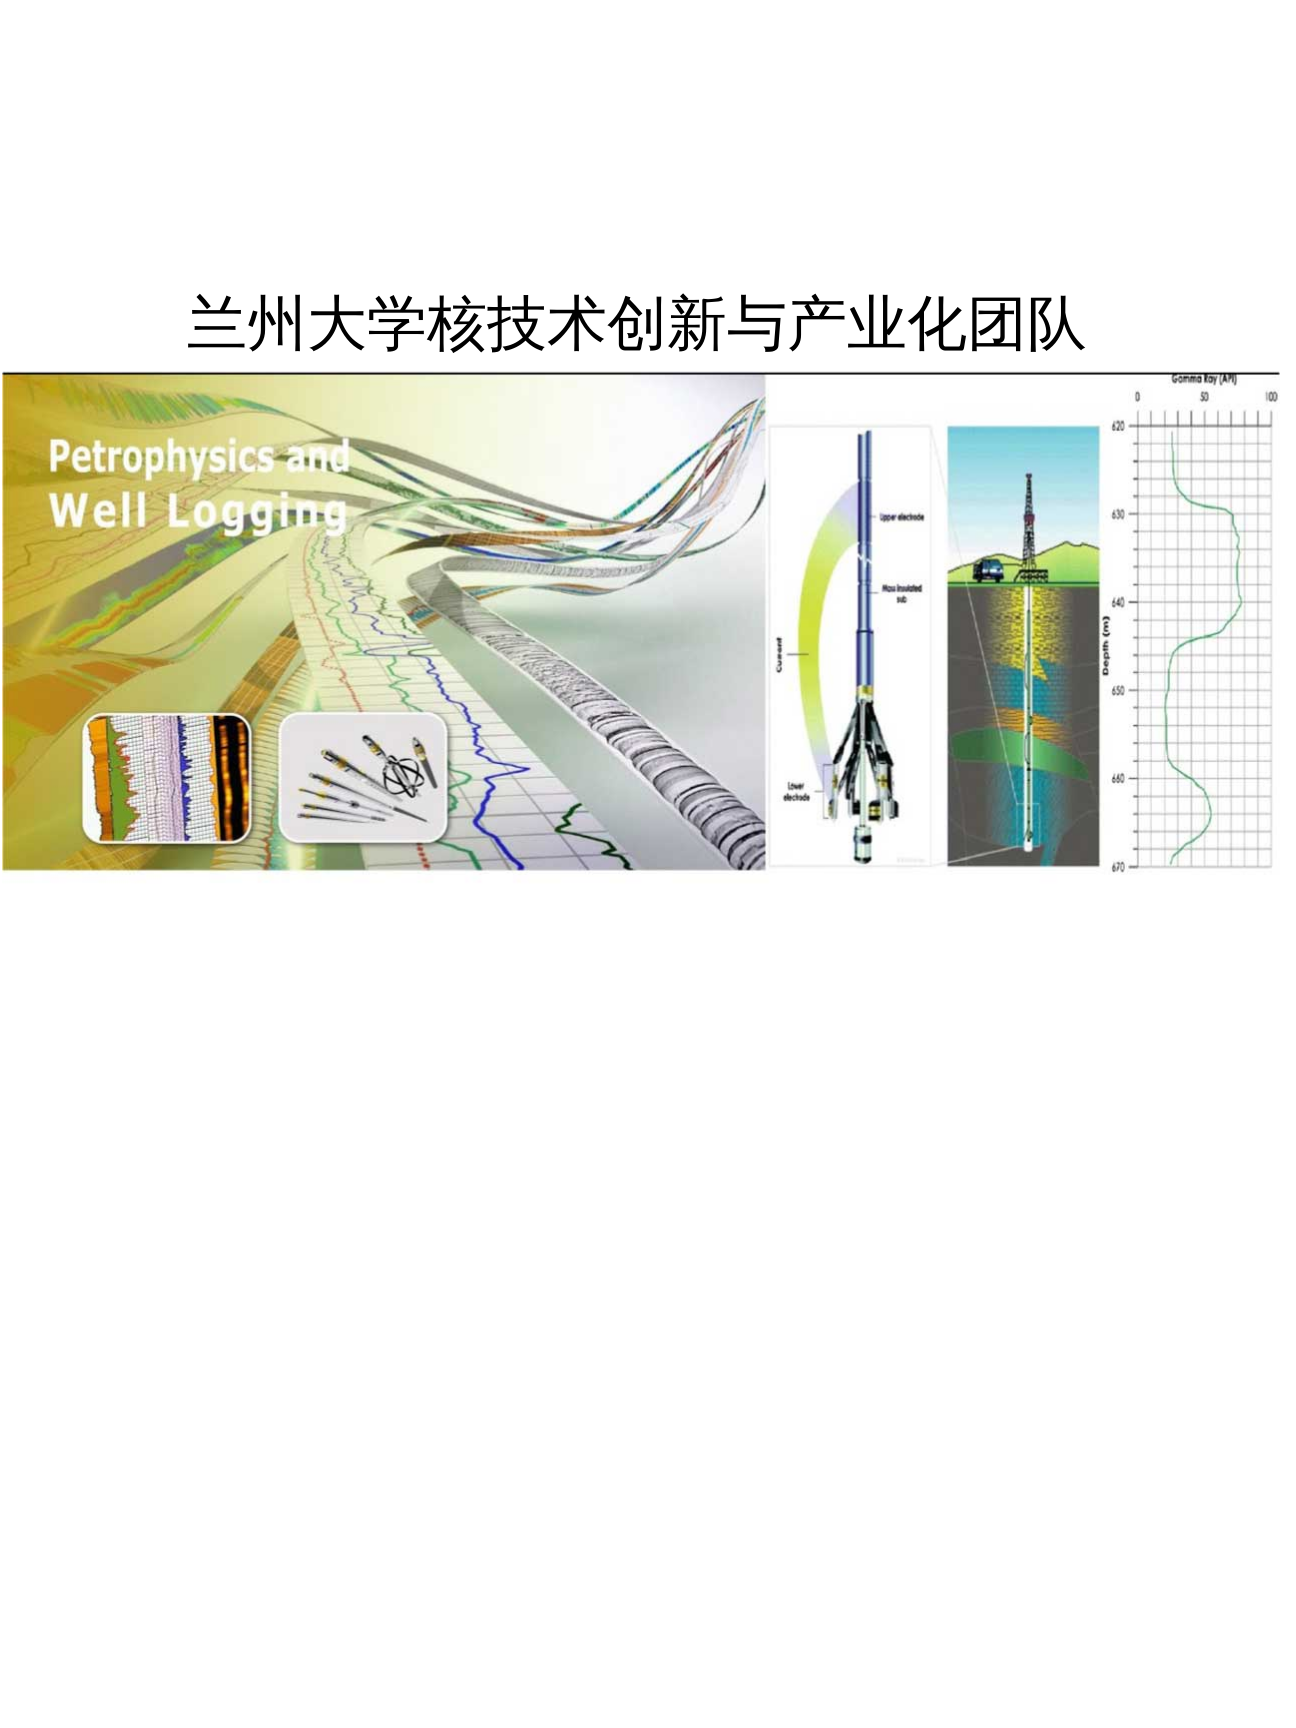 兰州大学核技术创新与产业化团队
Petrophysics and
Well Logging
Upper electrode
Mass insulated
sub
Current
Lower
electrode
Gamma Ray (API)
0 50 100
Depth (m)
620
630
640
650
660
670